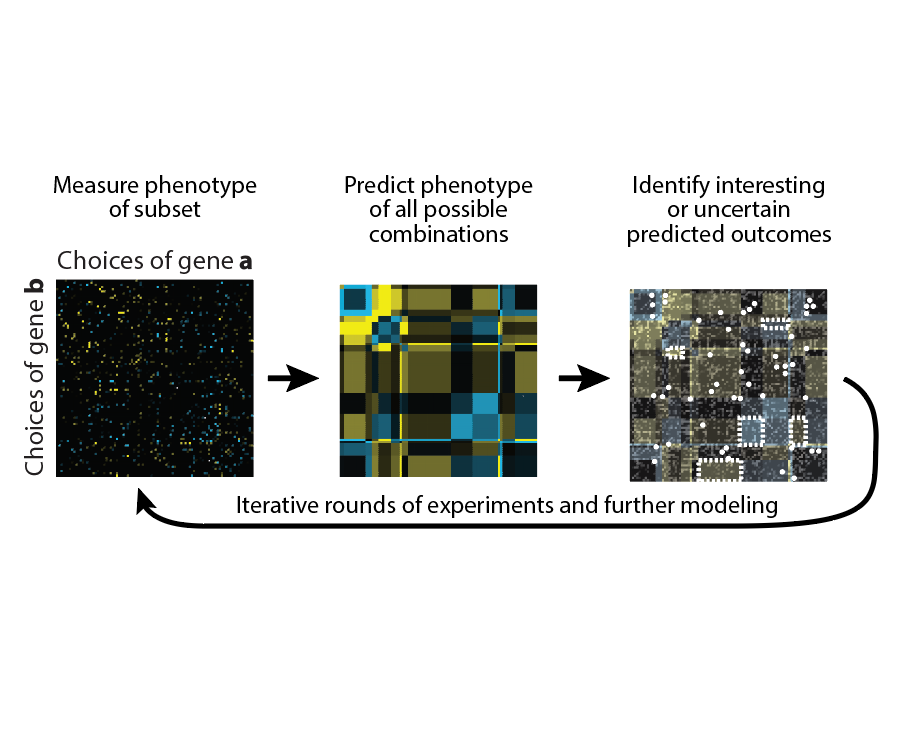 Measure phenotype
of subset
Predict phenotype
of all possible
combinations
Identify interesting
or uncertain
predicted outcomes
Choices of gene a
Choices of gene b
Iterative rounds of experiments and further modeling